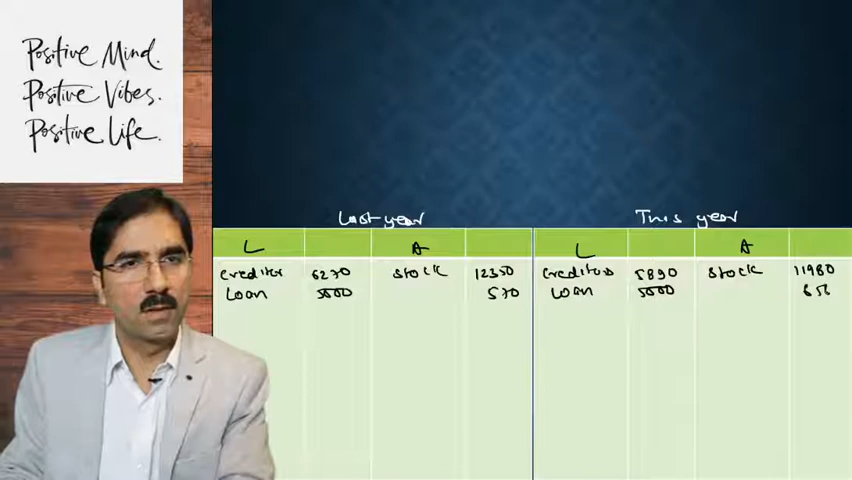 Positive Mind.
Positive Vibes.
Positive Life.
Last year
This year
L A L A
Creditor 6270 Stock 12350 Creditors 5890 Stock 11980
Loan 5000 570 Loan 5000